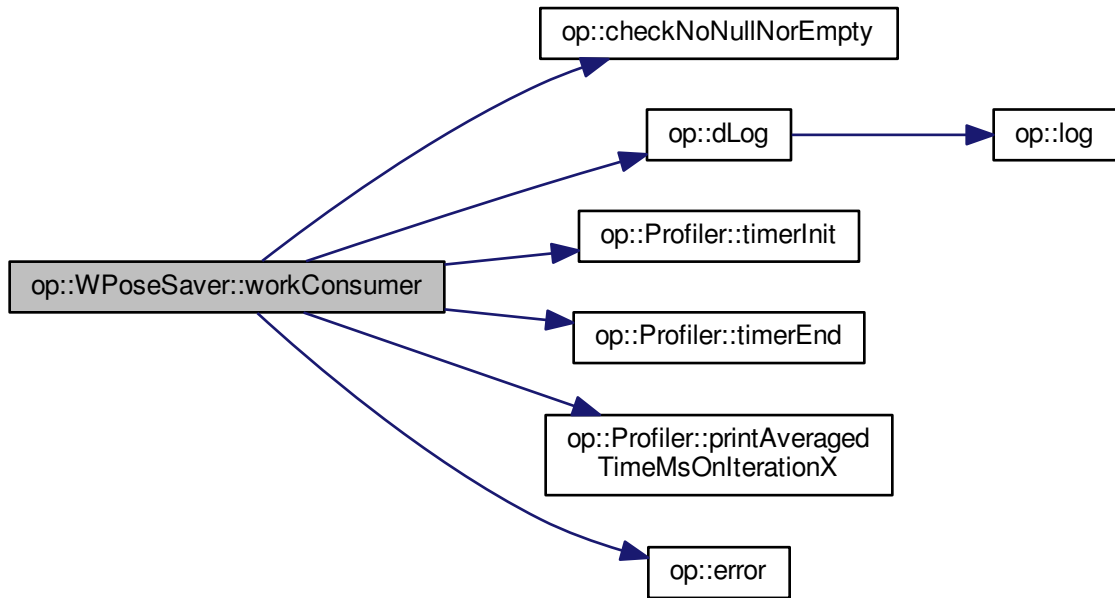 op::checkNoNullNorEmpty
op::dLog
op::log
op::Profiler::timerInit
op::WPoseSaver::workConsumer
op::Profiler::timerEnd
op::Profiler::printAveraged
TimeMsOnIterationX
op::error